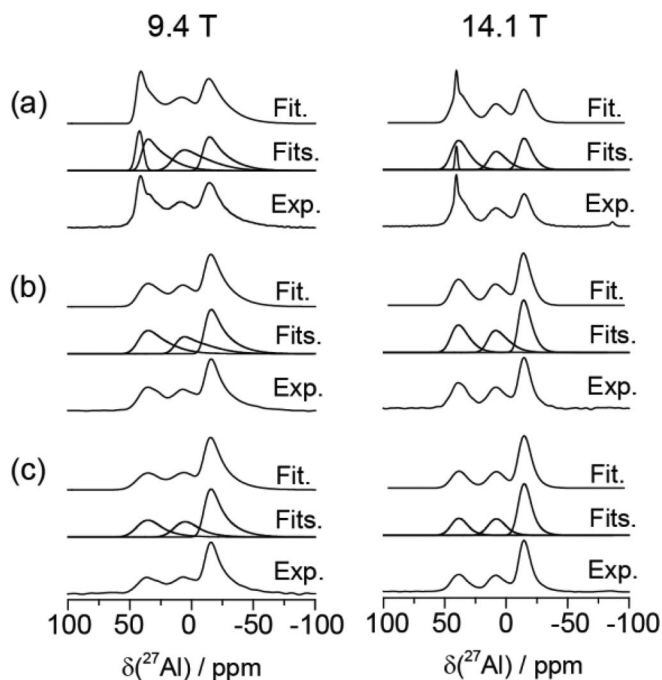 9.4 T 14.1 T
(a)
Fit. Fit.
Fits. Fits.
Exp. Exp.
(b)
Fit. Fit.
Fits. Fits.
Exp. Exp.
(c)
Fit. Fit.
Fits. Fits.
Exp. Exp.
100 50 0 -50 -100 100 50 0 -50 -100
δ(²⁷Al) / ppm δ(²⁷Al) / ppm